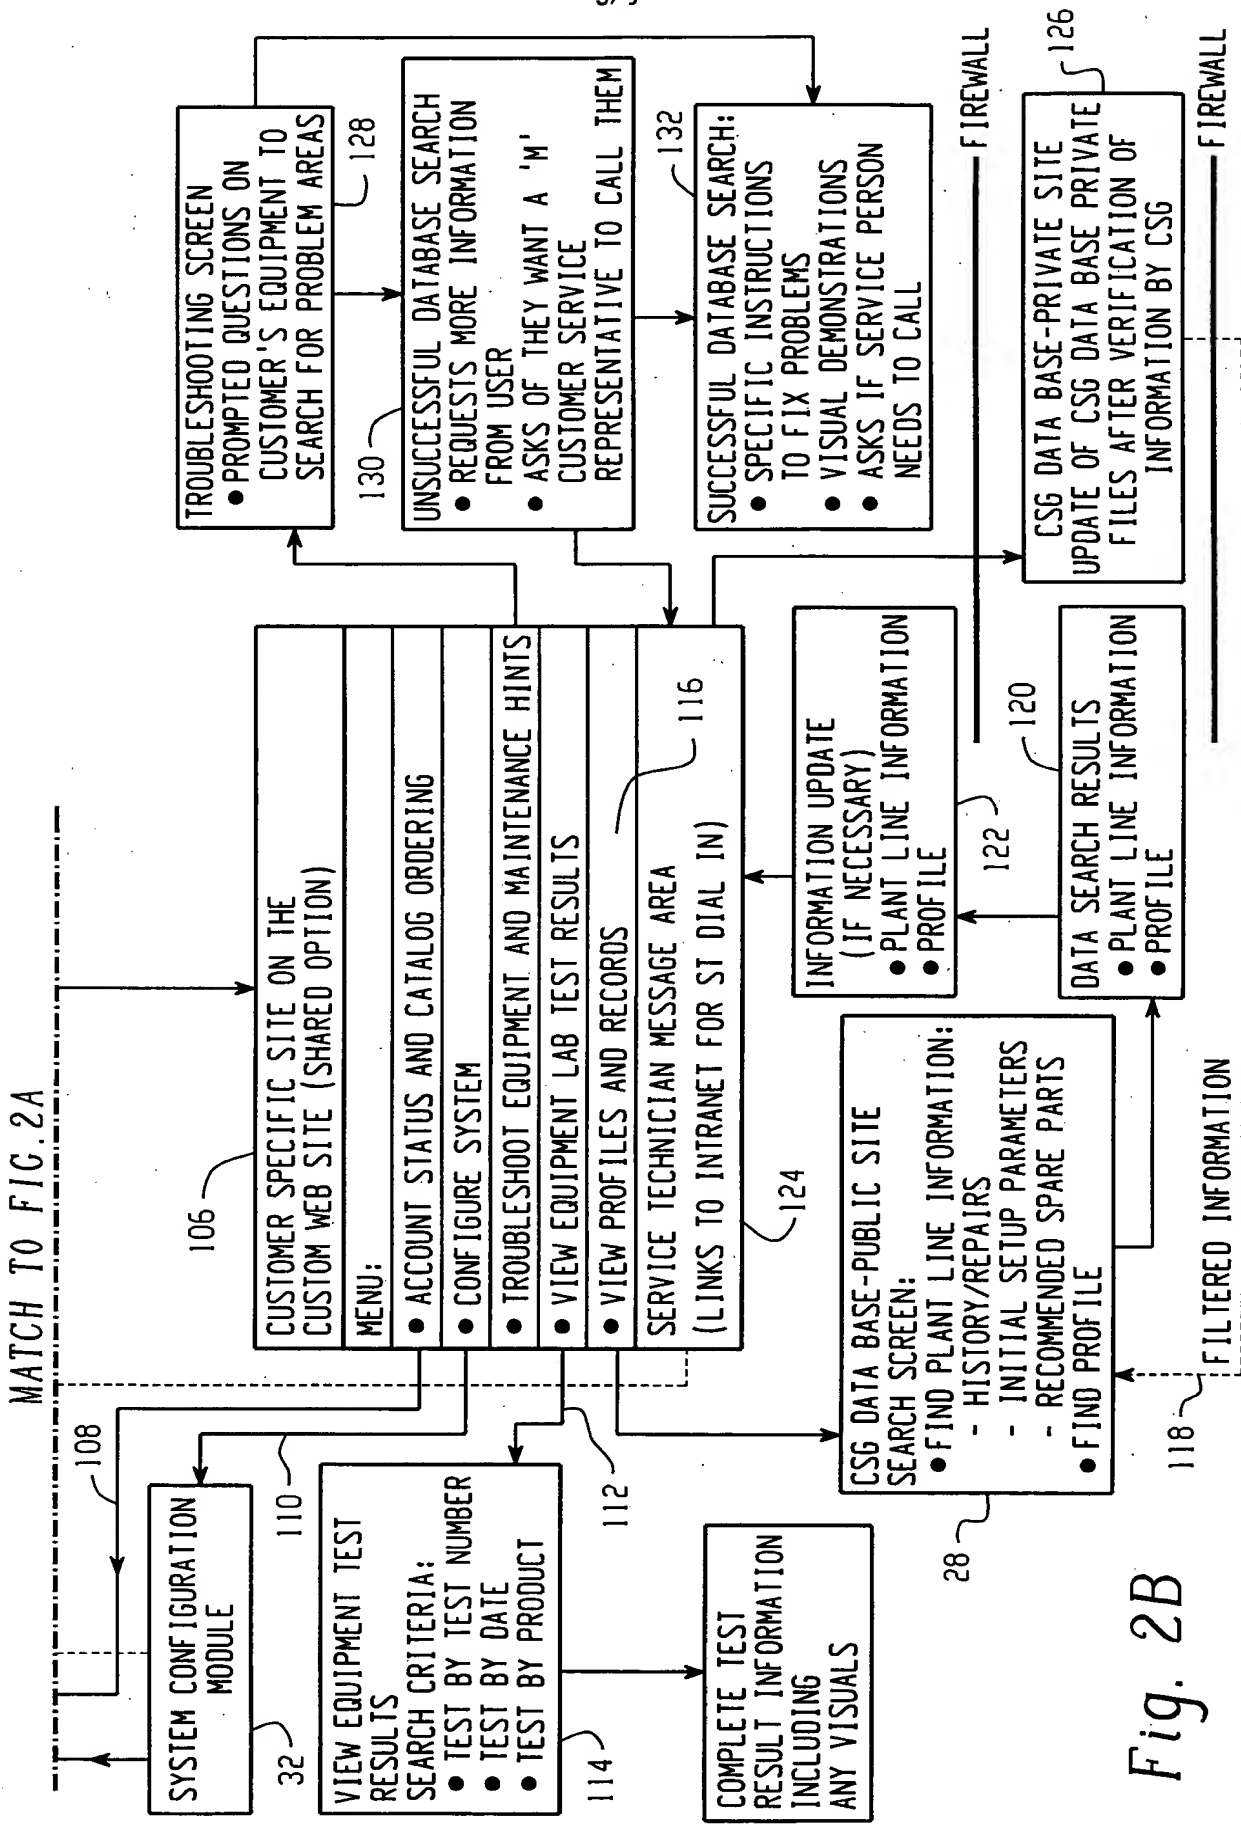 MATCH TO FIG.2A
108
SYSTEM CONFIGURATION
MODULE
32
110
106
CUSTOMER SPECIFIC SITE ON THE
CUSTOM WEB SITE (SHARED OPTION)
MENU:
● ACCOUNT STATUS AND CATALOG ORDERING
● CONFIGURE SYSTEM
● TROUBLESHOOT EQUIPMENT AND MAINTENANCE HINTS
● VIEW EQUIPMENT LAB TEST RESULTS
● VIEW PROFILES AND RECORDS
116
SERVICE TECHNICIAN MESSAGE AREA
(LINKS TO INTRANET FOR ST DIAL IN)
124
TROUBLESHOOTING SCREEN
● PROMPTED QUESTIONS ON
CUSTOMER'S EQUIPMENT TO
SEARCH FOR PROBLEM AREAS
128
130
UNSUCCESSFUL DATABASE SEARCH
● REQUESTS MORE INFORMATION
FROM USER
● ASKS OF THEY WANT A 'M'
CUSTOMER SERVICE
REPRESENTATIVE TO CALL THEM
132
SUCCESSFUL DATABASE SEARCH:
● SPECIFIC INSTRUCTIONS
TO FIX PROBLEMS
● VISUAL DEMONSTRATIONS
● ASKS IF SERVICE PERSON
NEEDS TO CALL
VIEW EQUIPMENT TEST
RESULTS
SEARCH CRITERIA:
● TEST BY TEST NUMBER
● TEST BY DATE
● TEST BY PRODUCT
114
112
COMPLETE TEST
RESULT INFORMATION
INCLUDING
ANY VISUALS
CSG DATA BASE-PUBLIC SITE
SEARCH SCREEN:
● FIND PLANT LINE INFORMATION:
- HISTORY/REPAIRS
- INITIAL SETUP PARAMETERS
- RECOMMENDED SPARE PARTS
● FIND PROFILE
28
118
FILTERED INFORMATION
INFORMATION UPDATE
(IF NECESSARY)
● PLANT LINE INFORMATION
● PROFILE
122
120
DATA SEARCH RESULTS
● PLANT LINE INFORMATION
● PROFILE
FIREWALL
126
CSG DATA BASE-PRIVATE SITE
UPDATE OF CSG DATA BASE PRIVATE
FILES AFTER VERIFICATION OF
INFORMATION BY CSG
FIREWALL
Fig. 2B